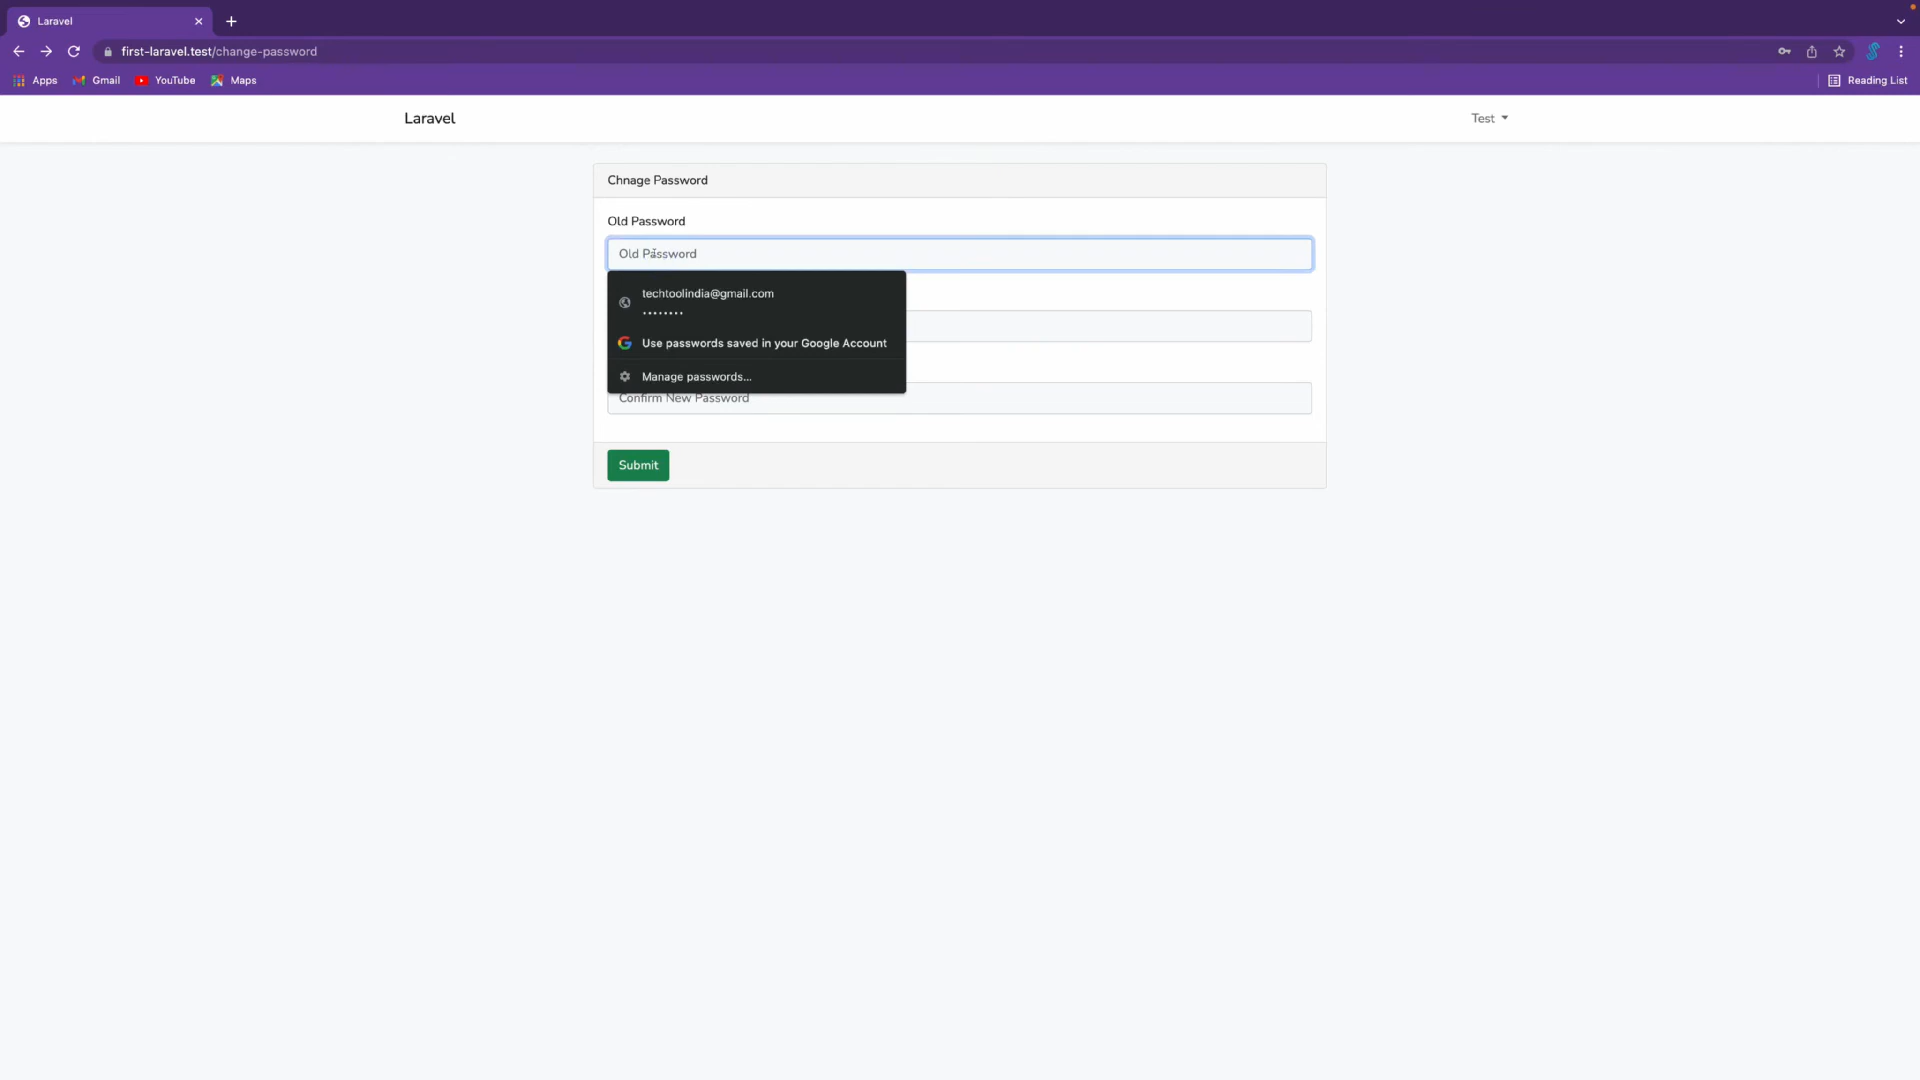 Laravel
first-laravel.test/change-password
Apps Gmail YouTube Maps Reading List
Laravel Test
Chnage Password
Old Password
Old Password
techtoolindia@gmail.com
••••••••
Use passwords saved in your Google Account
Manage passwords...
Confirm New Password
Submit